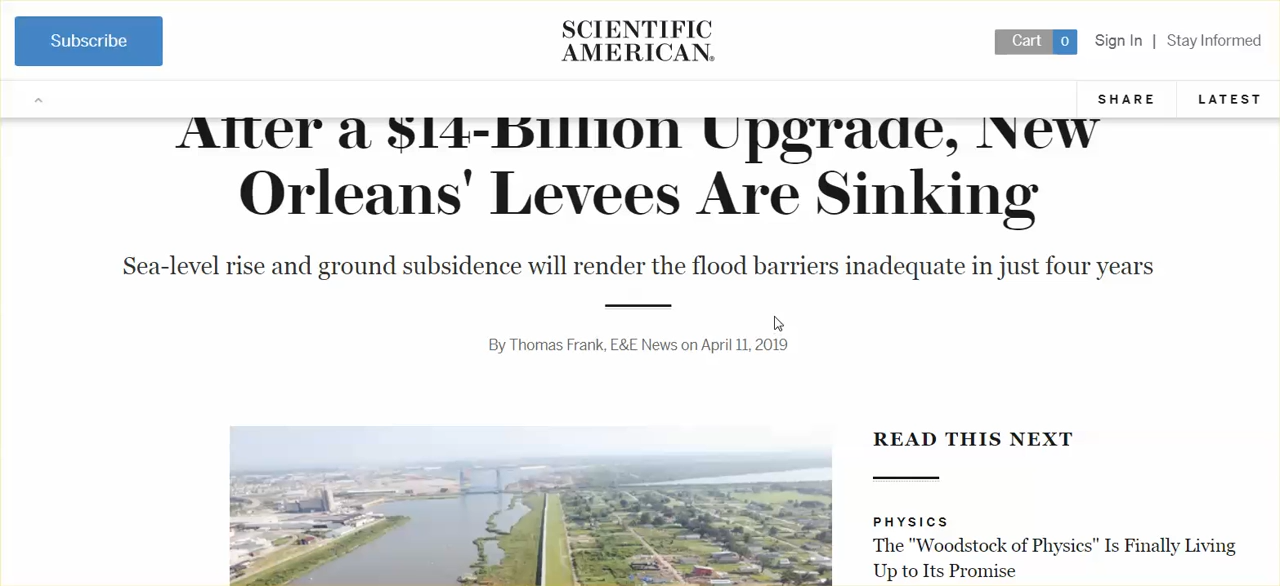 Subscribe
SCIENTIFIC
AMERICAN®
Cart 0
Sign In | Stay Informed
SHARE
LATEST
After a $14-Billion Upgrade, New
Orleans' Levees Are Sinking
Sea-level rise and ground subsidence will render the flood barriers inadequate in just four years
By Thomas Frank, E&E News on April 11, 2019
READ THIS NEXT
PHYSICS
The "Woodstock of Physics" Is Finally Living
Up to Its Promise